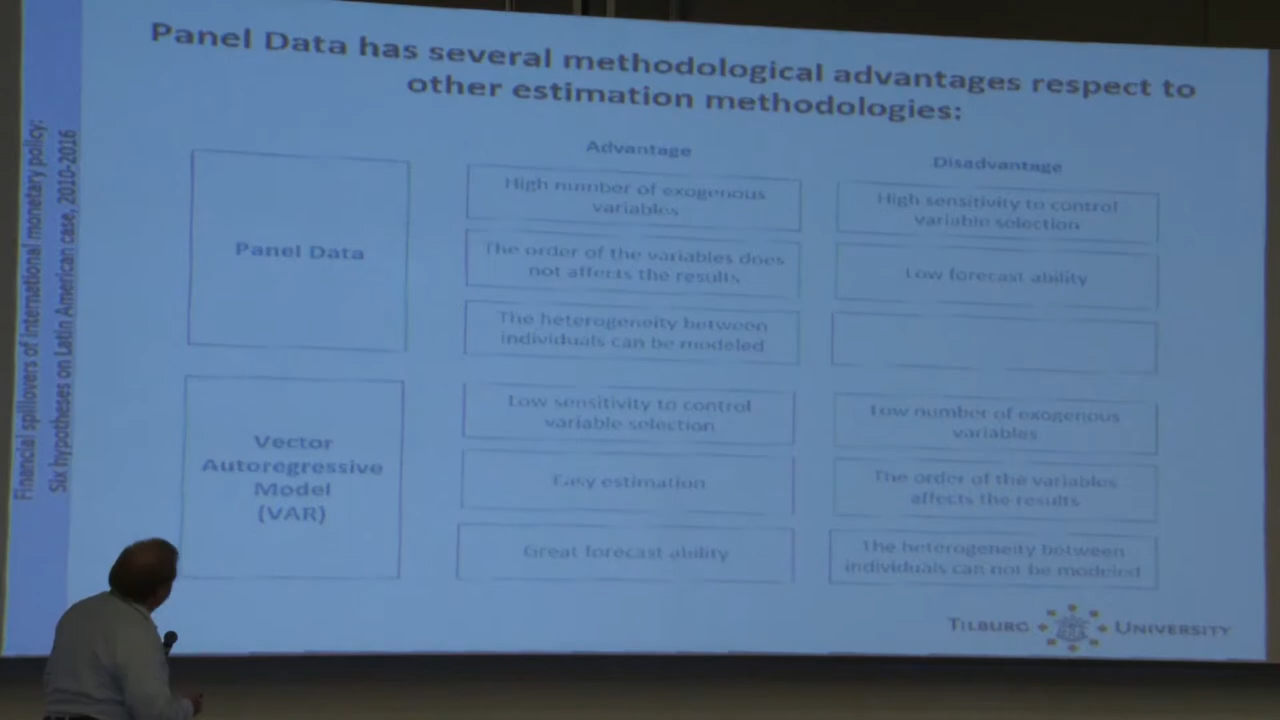 Panel Data has several methodological advantages respect to
other estimation methodologies:
Financial spillovers of international monetary policy:
Six hypotheses on Latin American case, 2010-2016
Advantage
Disadvantage
Panel Data
High number of exogenous
variables
High sensitivity to control
variable selection
The order of the variables does
not affects the results
Low forecast ability
The heterogeneity between
individuals can be modeled
Vector
Autoregressive
Model
(VAR)
Low sensitivity to control
variable selection
Low number of exogenous
variables
Easy estimation
The order of the variables
affects the results
Great forecast ability
The heterogeneity between
individuals can not be modeled
TILBURG UNIVERSITY